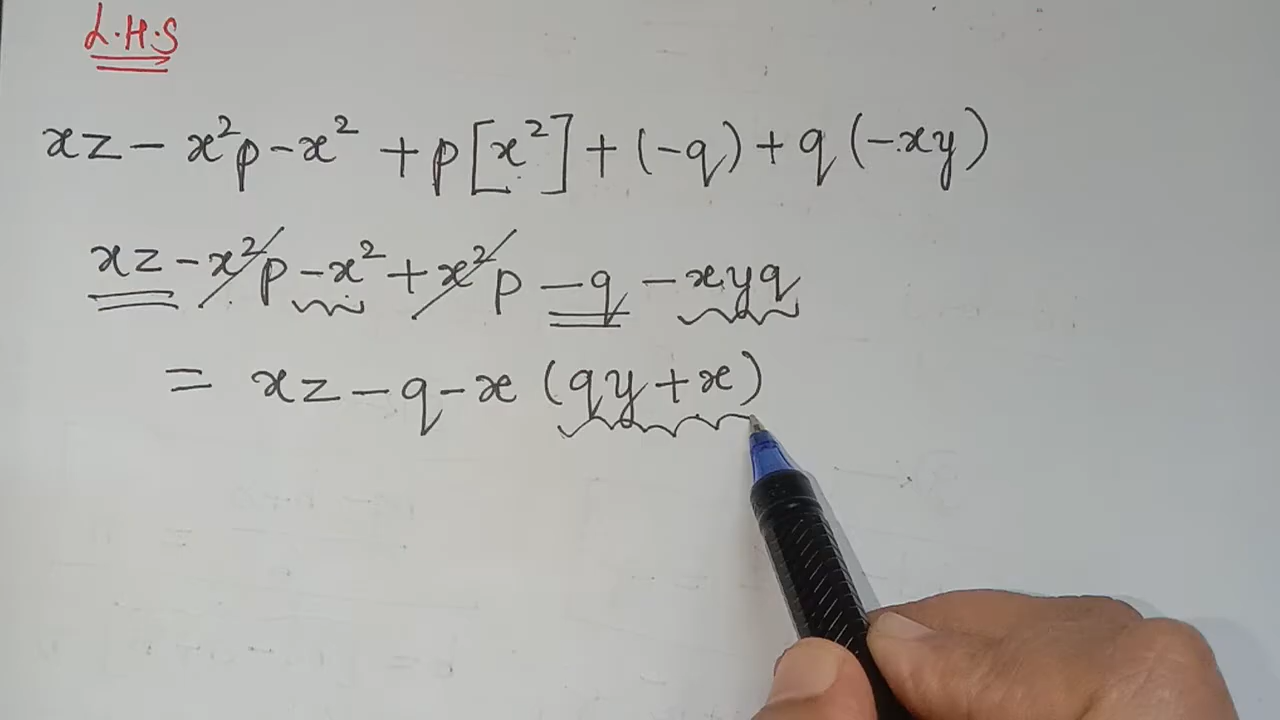 L.H.S
xz - x²p - x² + p[x²] + (-q) + q(-xy)
xz - x²p - x² + x²p - q - xyq
= xz - q - x (qy + x)